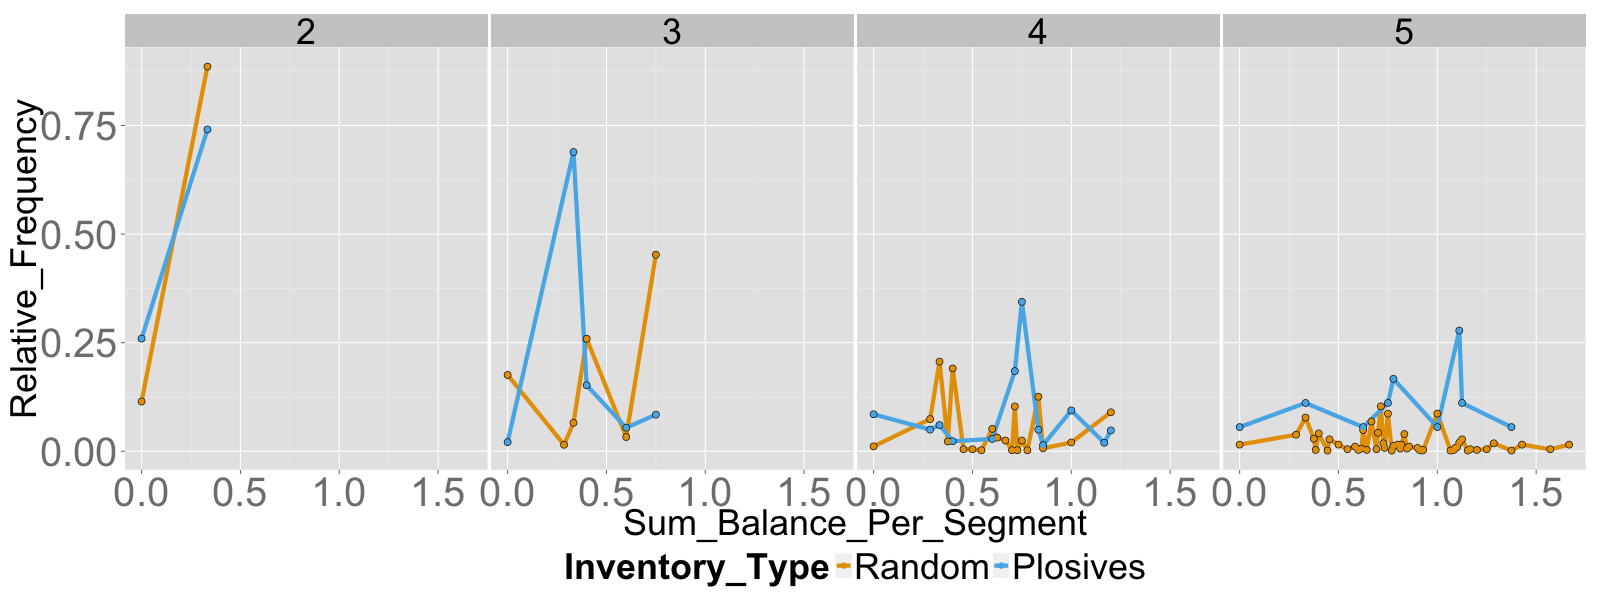 2 3 4 5
Relative_Frequency
0.75
0.50
0.25
0.00
0.0 0.5 1.0 1.5 0.0 0.5 1.0 1.5 0.0 0.5 1.0 1.5 0.0 0.5 1.0 1.5
Sum_Balance_Per_Segment
Inventory_Type Random Plosives